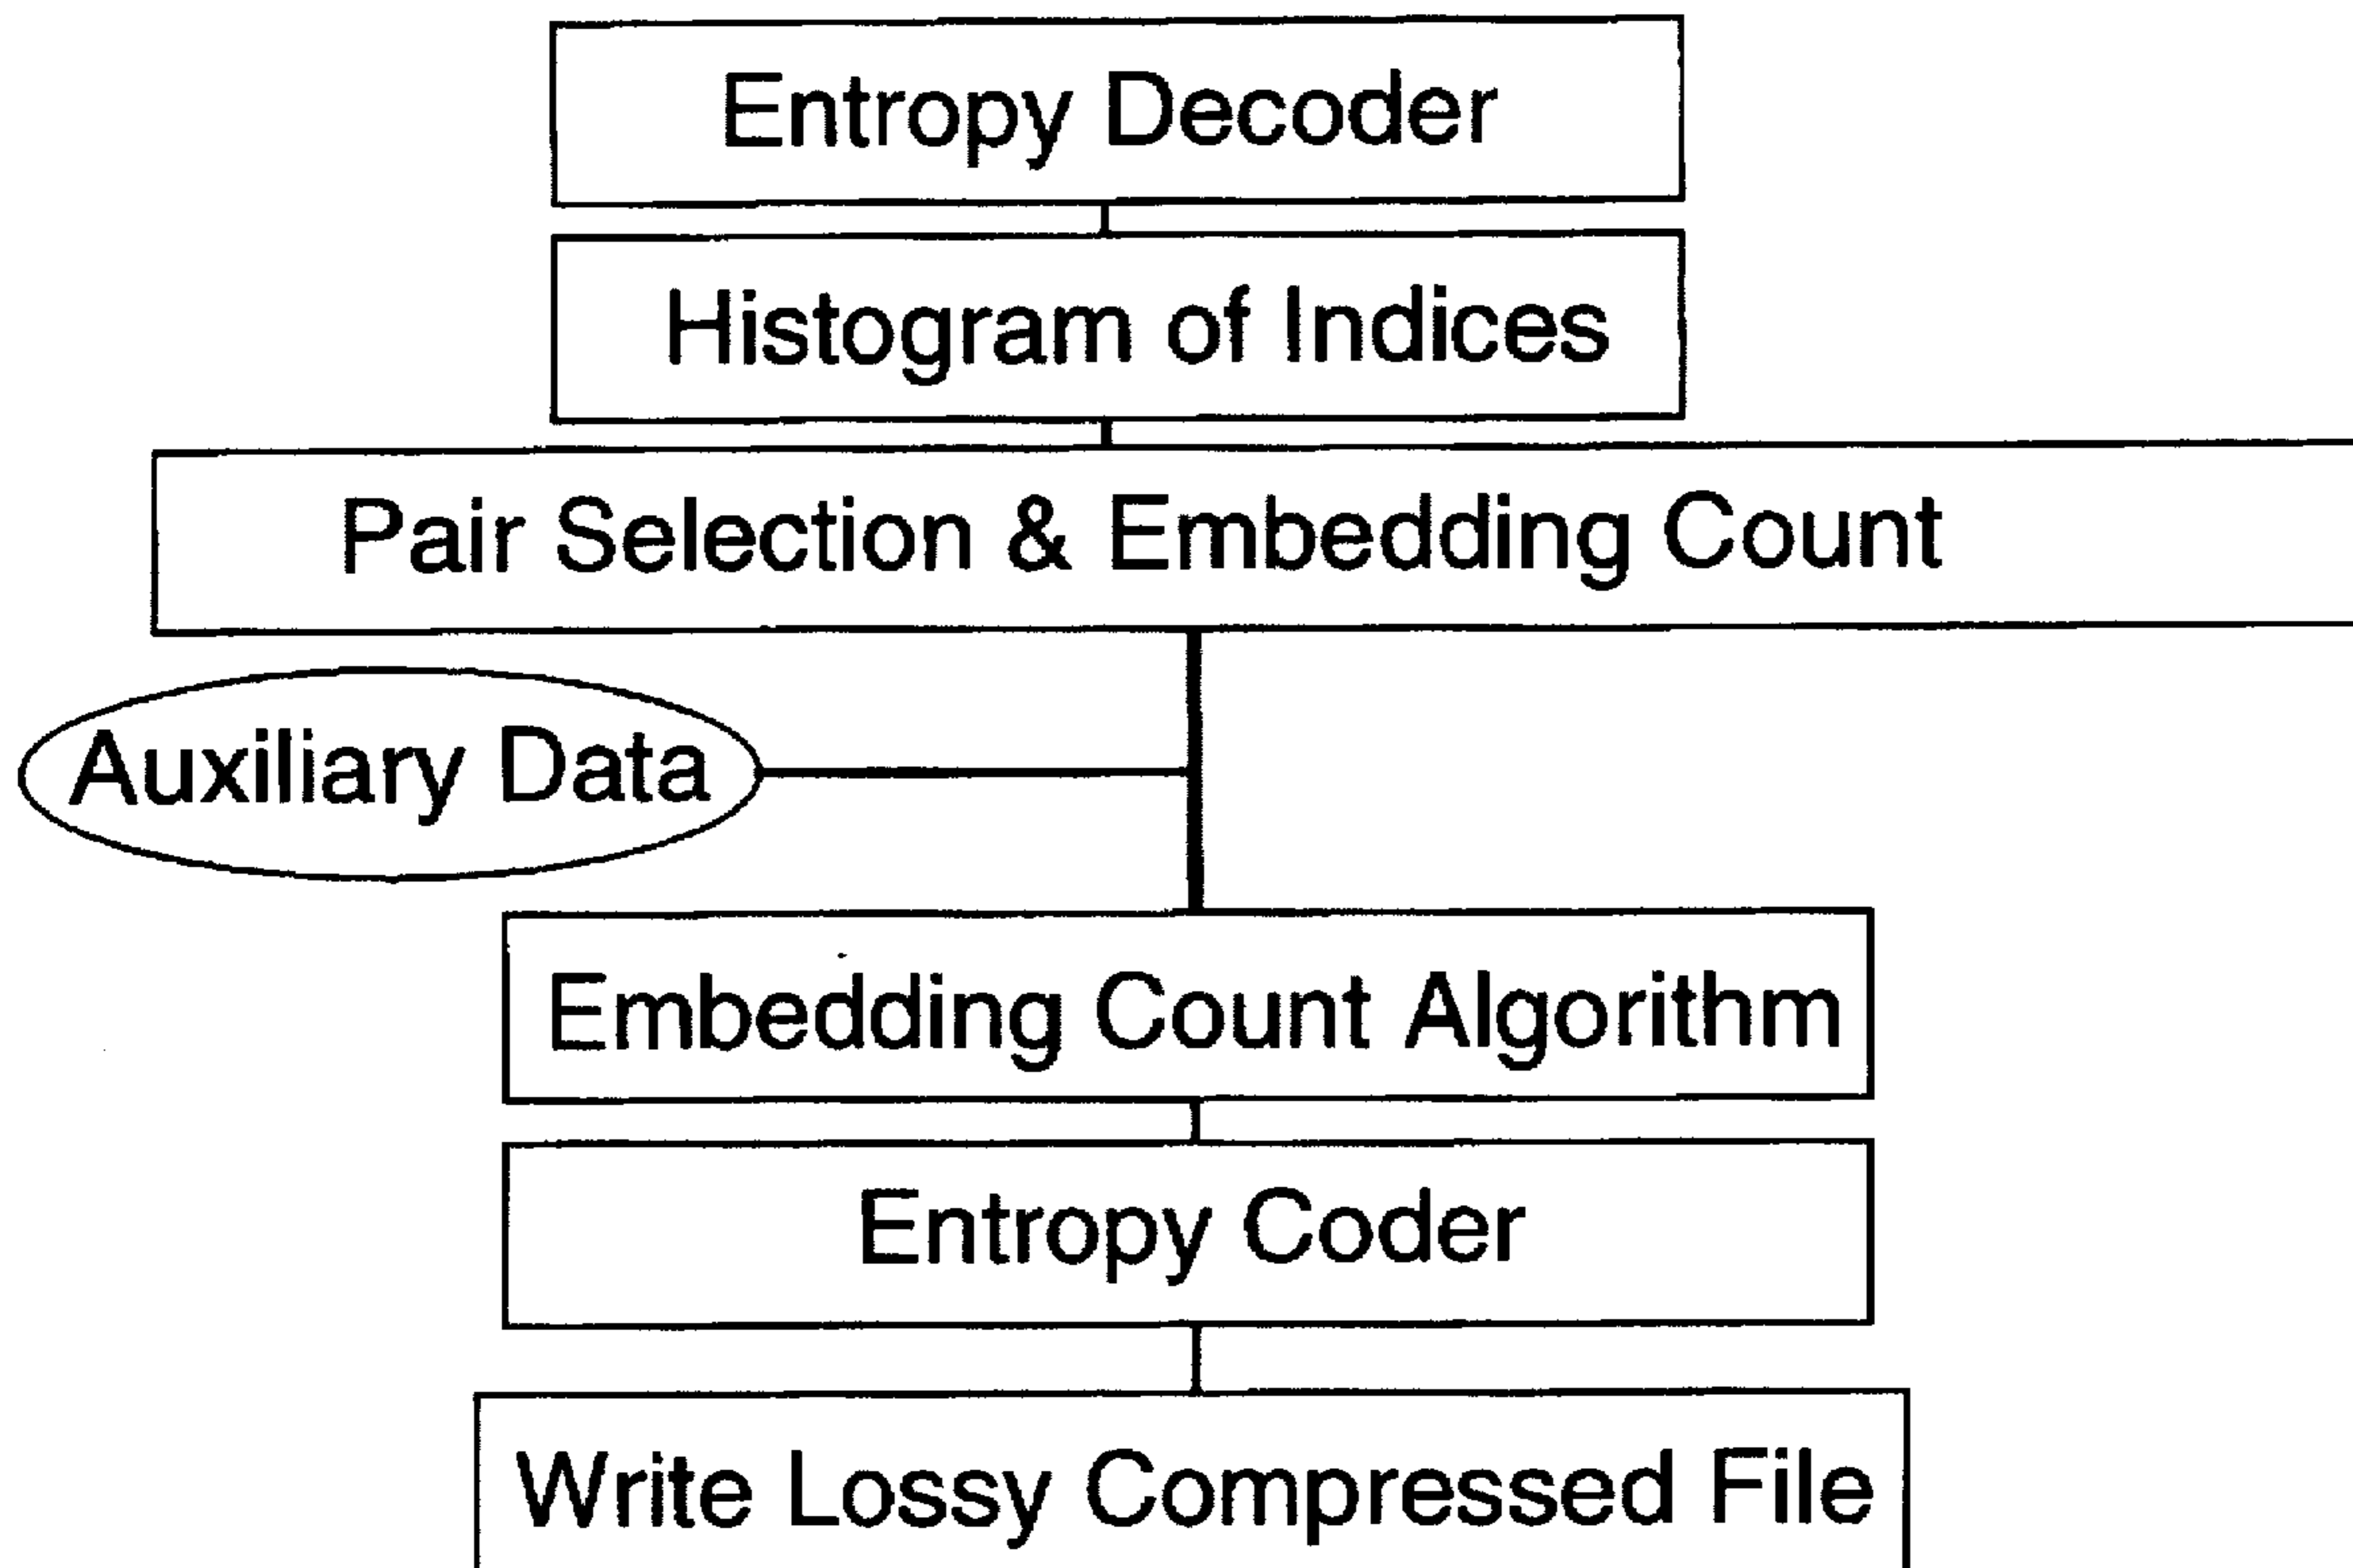 Entropy Decoder
Histogram of Indices
Pair Selection & Embedding Count
Auxiliary Data
Embedding Count Algorithm
Entropy Coder
Write Lossy Compressed File